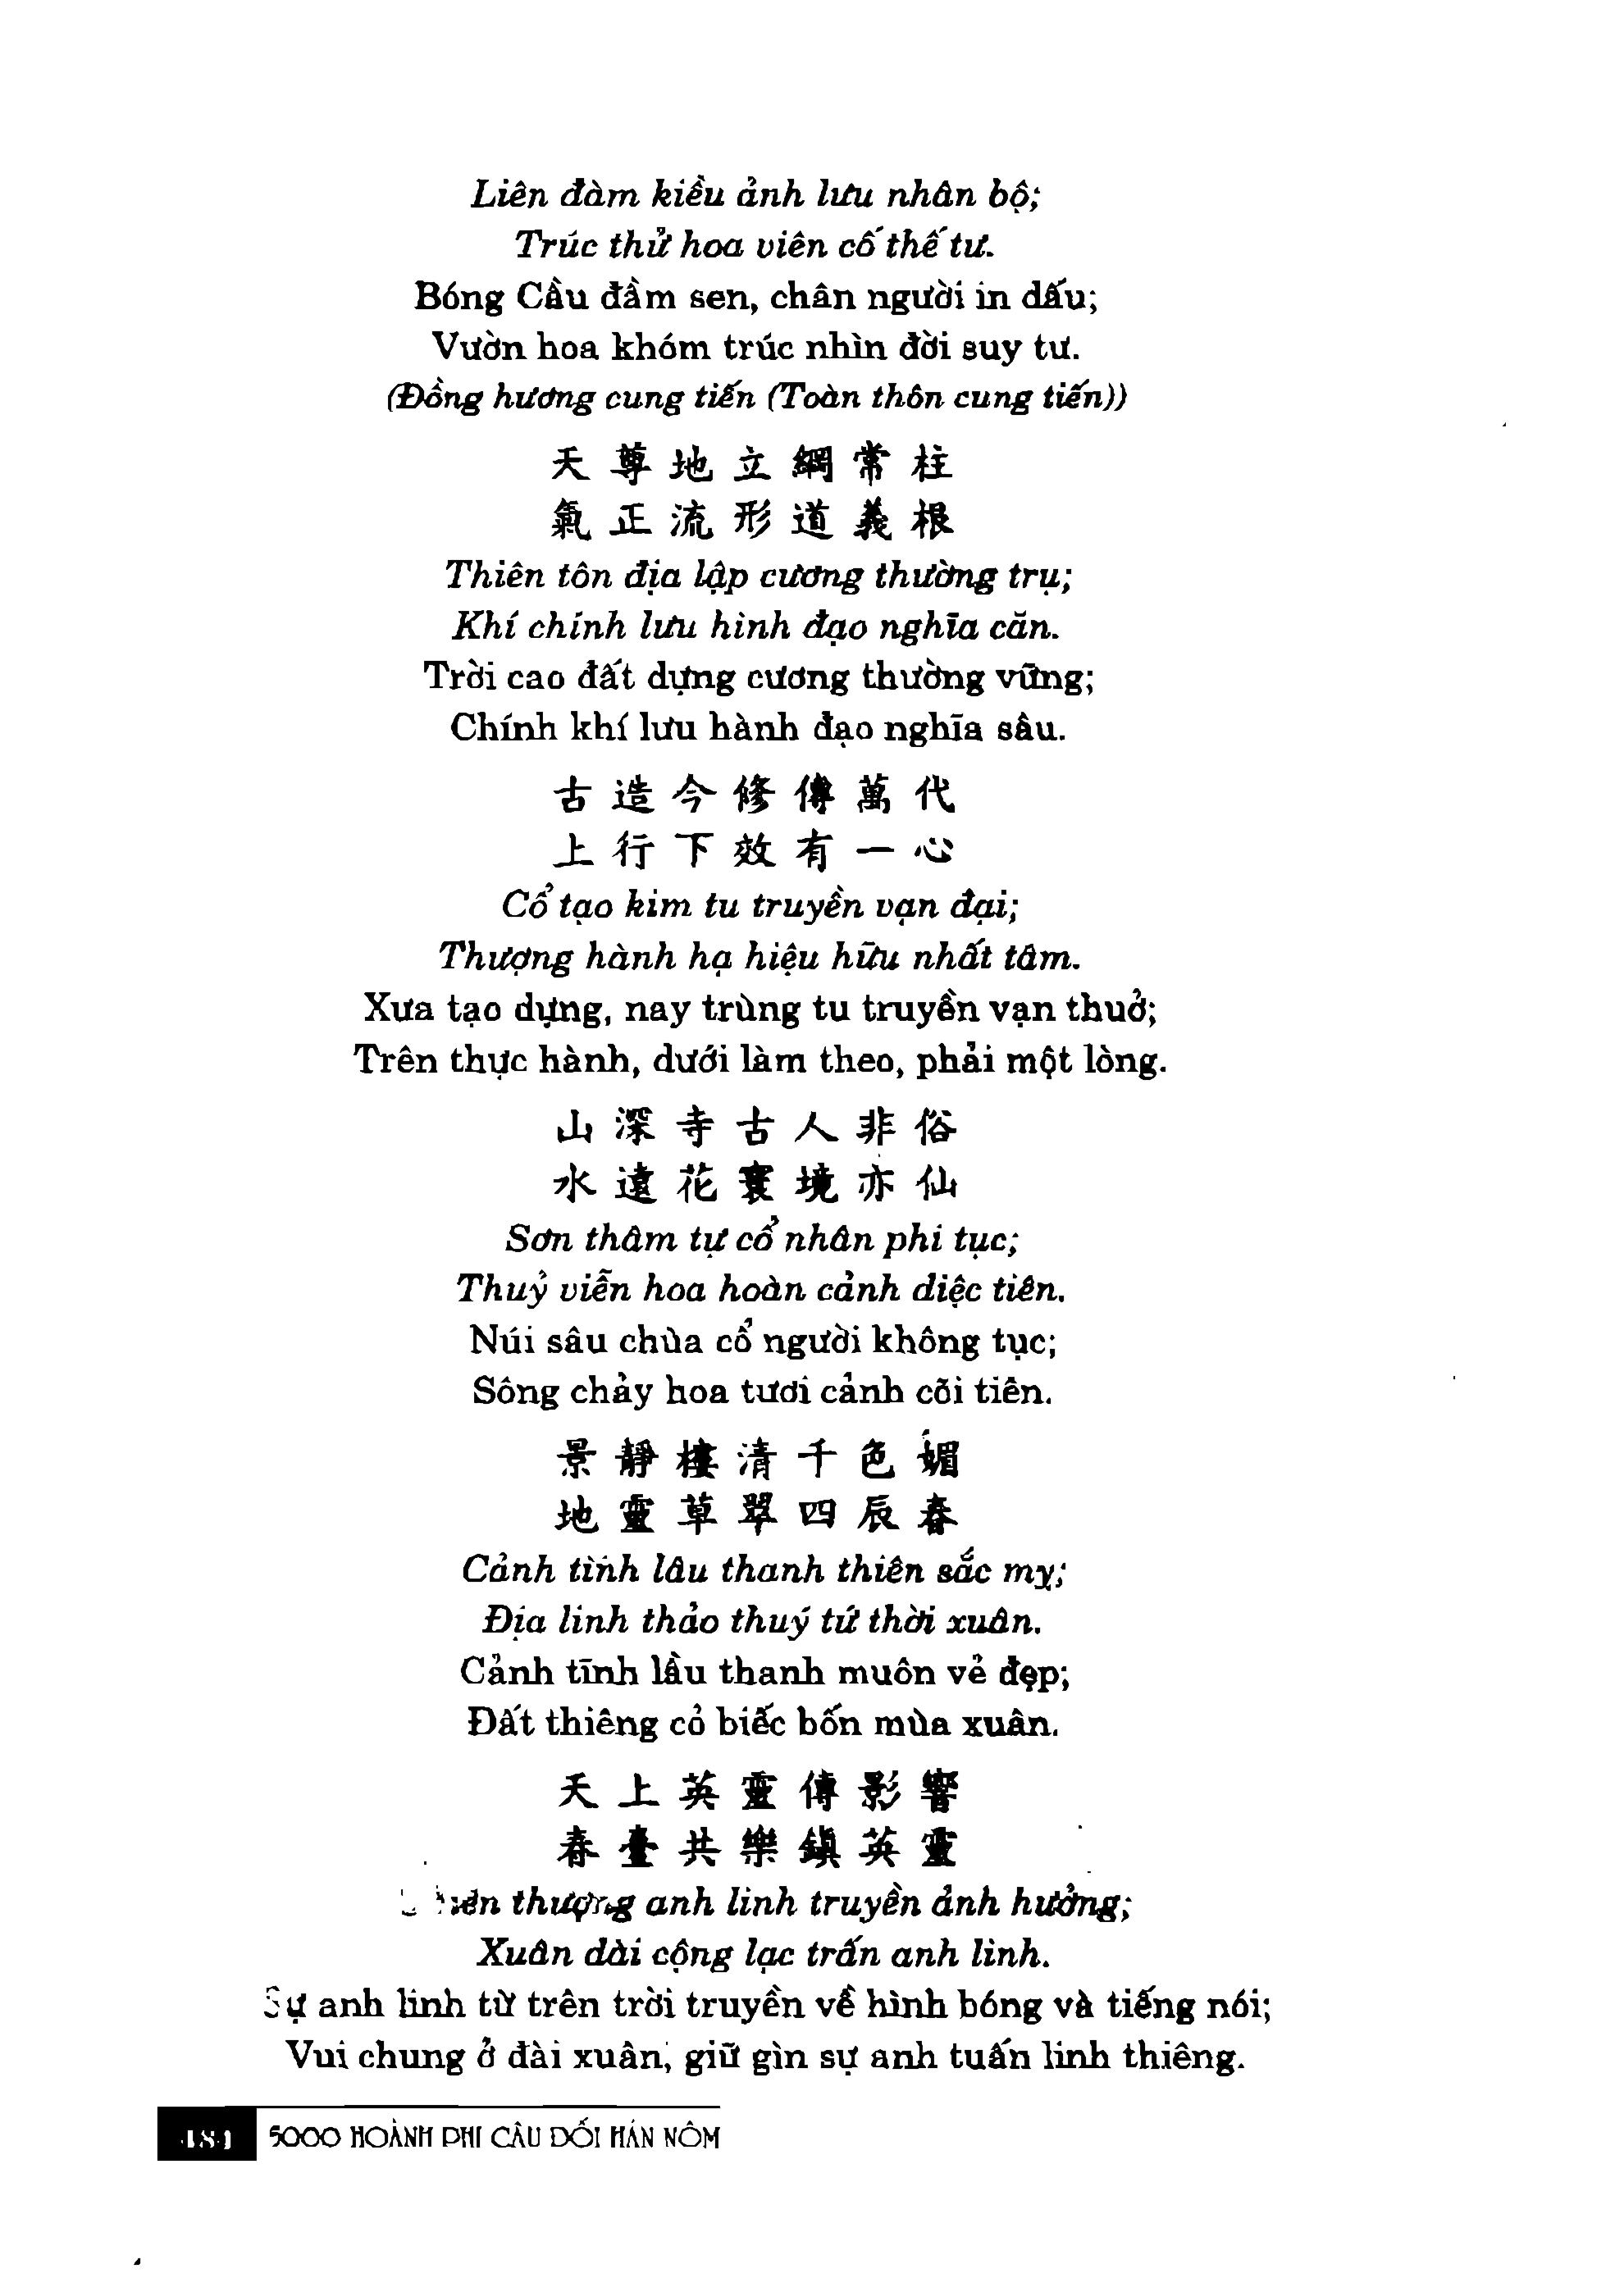 Liên đàm kiều ảnh lưu nhân bộ;
Trúc thử hoa viên cố thế tư.
Bóng Cầu đầm sen, chân người in dấu;
Vườn hoa khóm trúc nhìn đời suy tư.
(Đồng hương cung tiến (Toàn thôn cung tiến))
天尊地立綱常柱
氣正流形道義根
Thiên tôn địa lập cương thường trụ;
Khí chính lưu hình đạo nghĩa căn.
Trời cao đất dựng cương thường vững;
Chính khí lưu hành đạo nghĩa sâu.
古造今修傳萬代
上行下效有一心
Cổ tạo kim tu truyền vạn đại;
Thượng hành hạ hiệu hữu nhất tâm.
Xưa tạo dựng, nay trùng tu truyền vạn thuở;
Trên thực hành, dưới làm theo, phải một lòng.
山深寺古人非俗
水遠花寰境亦仙
Sơn thâm tự cổ nhân phi tục;
Thuỷ viễn hoa hoàn cảnh diệc tiên.
Núi sâu chùa cổ người không tục;
Sông chảy hoa tươi cảnh cõi tiên.
景靜樓清千色媚
地靈草翠四辰春
Cảnh tĩnh lâu thanh thiên sắc mỵ;
Địa linh thảo thuý tứ thời xuân.
Cảnh tĩnh lầu thanh muôn vẻ đẹp;
Đất thiêng cỏ biếc bốn mùa xuân.
天上英靈傳影響
春臺共樂鎮英靈
Thiên thượng anh linh truyền ảnh hưởng;
Xuân dài cộng lạc trấn anh linh.
Sự anh linh từ trên trời truyền về hình bóng và tiếng nói;
Vui chung ở đài xuân, giữ gìn sự anh tuấn linh thiêng.
484 5000 HOÀNH PHI CÂU ĐỐI HÁN NÔM